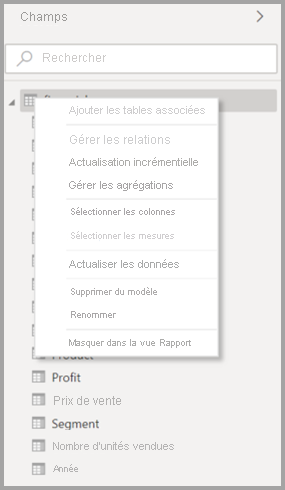 Champs
Rechercher
Ajouter les tables associées
Gérer les relations
Actualisation incrémentielle
Gérer les agrégations
Sélectionner les colonnes
Sélectionner les mesures
Actualiser les données
Supprimer du modèle
Renommer
Masquer dans la vue Rapport
Product
Profit
Prix de vente
Segment
Nombre d'unités vendues
Année